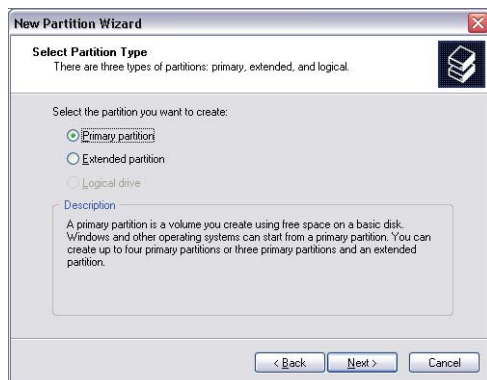 New Partition Wizard
Select Partition Type
There are three types of partitions: primary, extended, and logical.
Select the partition you want to create:
Primary partition
Extended partition
Logical drive
Description
A primary partition is a volume you create using free space on a basic disk.
Windows and other operating systems can start from a primary partition. You can
create up to four primary partitions or three primary partitions and an extended
partition.
< Back
Next >
Cancel